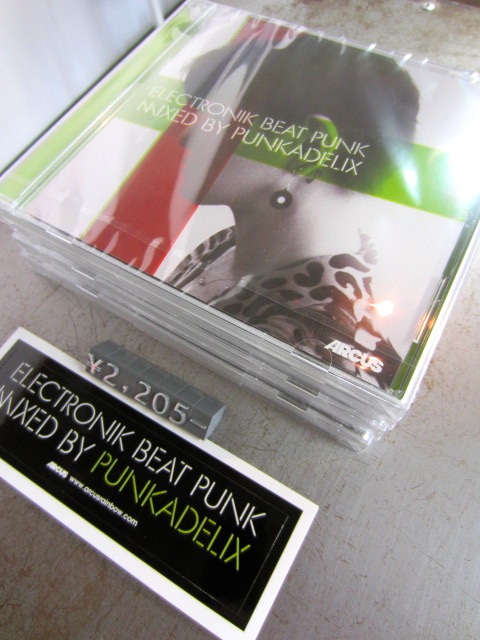 ELECTRONIK BEAT PUNK
MIXED BY PUNKADELIX
ARCUS
¥2,205-
ELECTRONIK BEAT PUNK
MIXED BY PUNKADELIX
ARCUS www.arcusrainbow.com